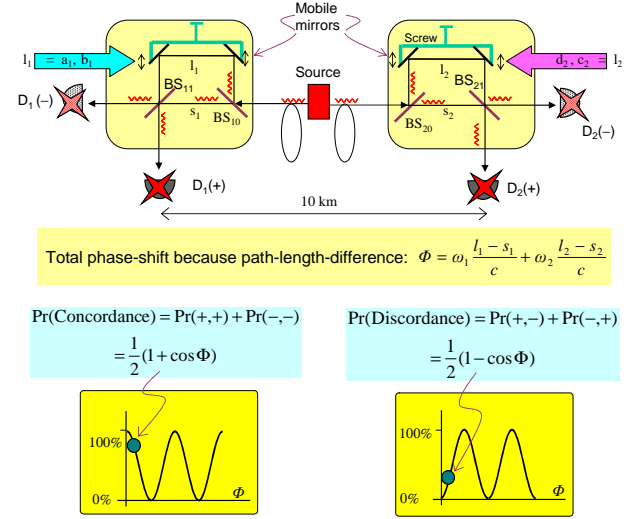 Mobile mirrors
l₁ = a₁, b₁
Screw
d₂, c₂ = l₂
l₁
Source
l₂
BS₁₁
BS₂₁
D₁(–)
s₁
BS₁₀
BS₂₀
s₂
D₂(–)
D₁(+)
D₂(+)
10 km
Total phase-shift because path-length-difference: Φ = ω₁ (l₁ − s₁)/c + ω₂ (l₂ − s₂)/c
Pr(Concordance) = Pr(+,+) + Pr(−,−)
= 1/2 (1 + cos Φ)
Pr(Discordance) = Pr(+,−) + Pr(−,+)
= 1/2 (1 − cos Φ)
100%
0%
Φ
100%
0%
Φ